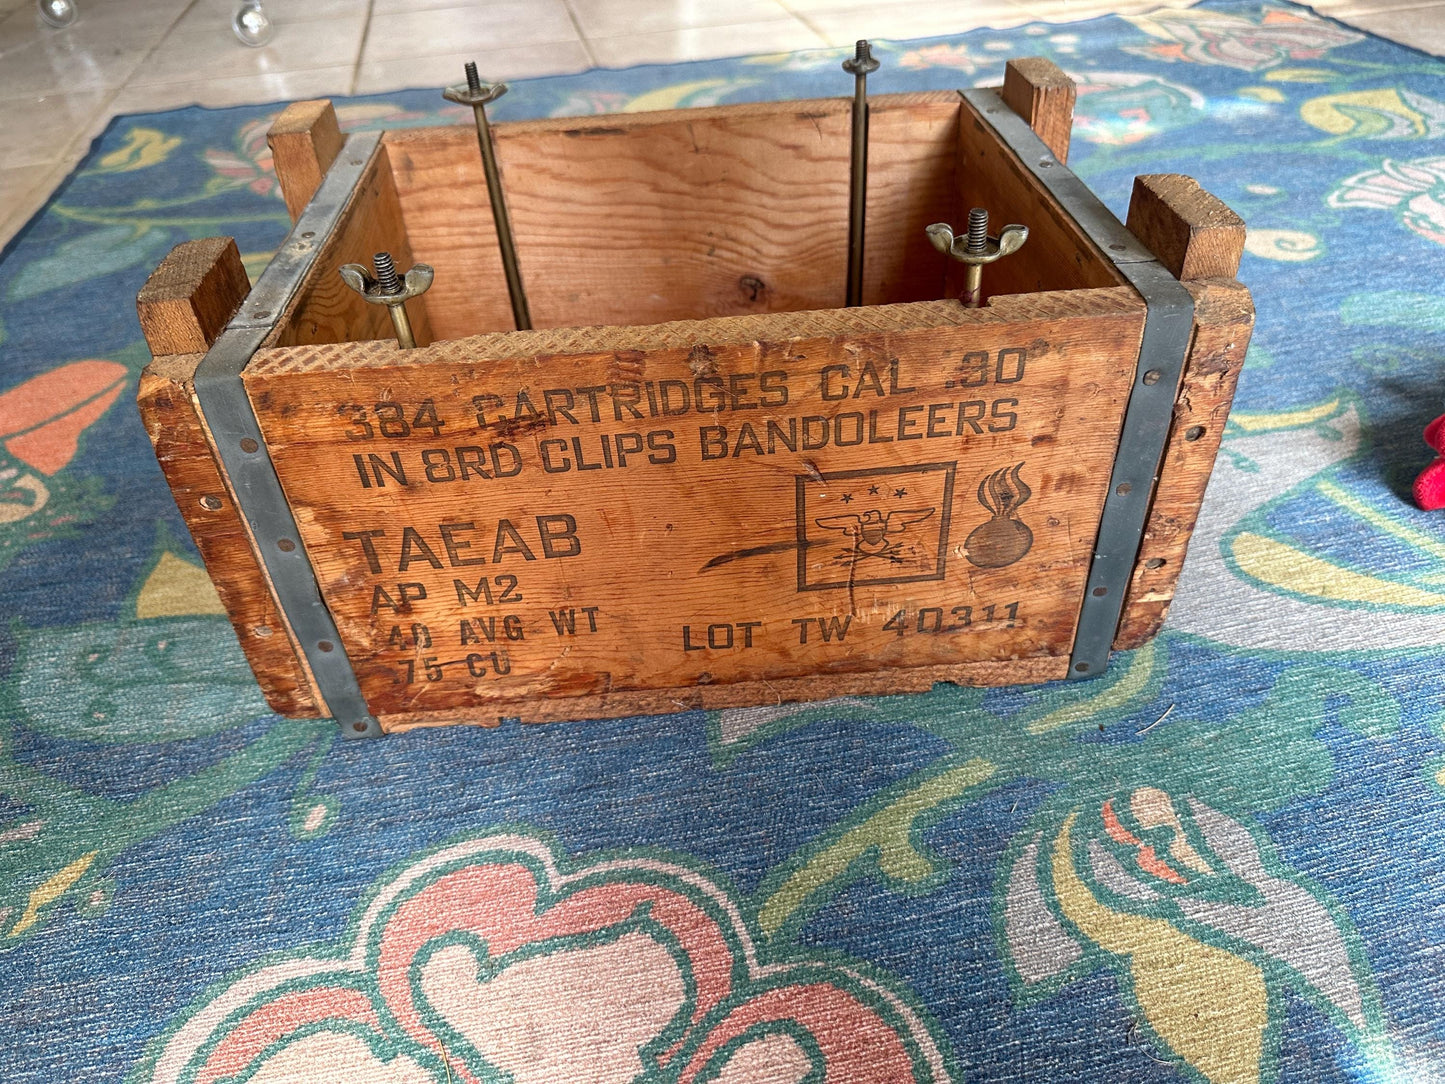 384 CARTRIDGES CAL .30
IN 8RD CLIPS BANDOLEERS
TAEAB
AP M2
40 AVG WT
.75 CU
LOT TW 40311